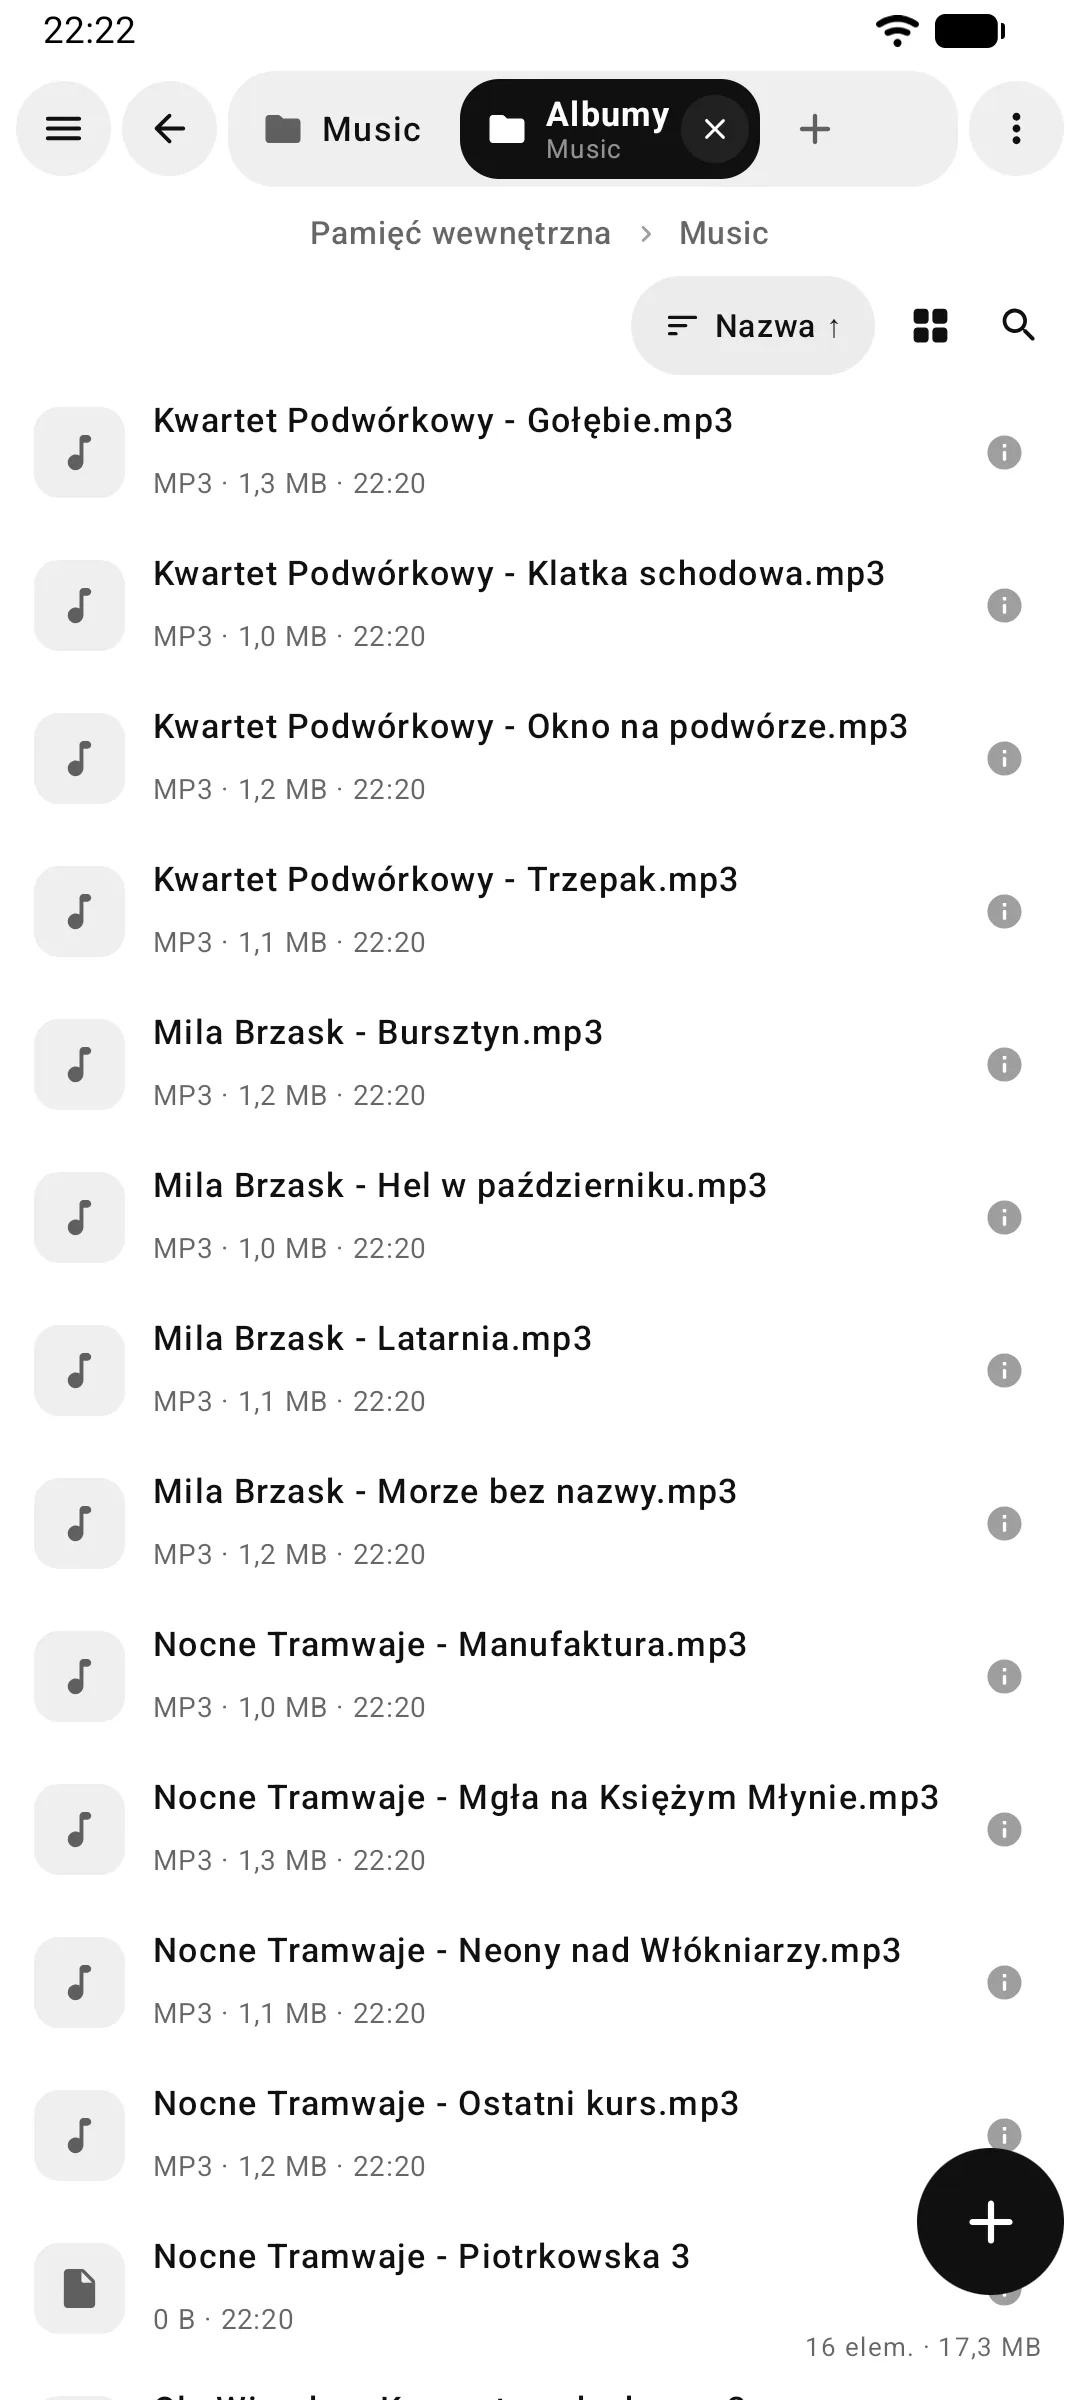 22:22
Music
Albumy
Music
Pamięć wewnętrzna > Music
Nazwa ↑
Kwartet Podwórkowy - Gołębie.mp3
MP3 · 1,3 MB · 22:20
Kwartet Podwórkowy - Klatka schodowa.mp3
MP3 · 1,0 MB · 22:20
Kwartet Podwórkowy - Okno na podwórze.mp3
MP3 · 1,2 MB · 22:20
Kwartet Podwórkowy - Trzepak.mp3
MP3 · 1,1 MB · 22:20
Mila Brzask - Bursztyn.mp3
MP3 · 1,2 MB · 22:20
Mila Brzask - Hel w październiku.mp3
MP3 · 1,0 MB · 22:20
Mila Brzask - Latarnia.mp3
MP3 · 1,1 MB · 22:20
Mila Brzask - Morze bez nazwy.mp3
MP3 · 1,2 MB · 22:20
Nocne Tramwaje - Manufaktura.mp3
MP3 · 1,0 MB · 22:20
Nocne Tramwaje - Mgła na Księżym Młynie.mp3
MP3 · 1,3 MB · 22:20
Nocne Tramwaje - Neony nad Włókniarzy.mp3
MP3 · 1,1 MB · 22:20
Nocne Tramwaje - Ostatni kurs.mp3
MP3 · 1,2 MB · 22:20
Nocne Tramwaje - Piotrkowska 3
0 B · 22:20
16 elem. · 17,3 MB